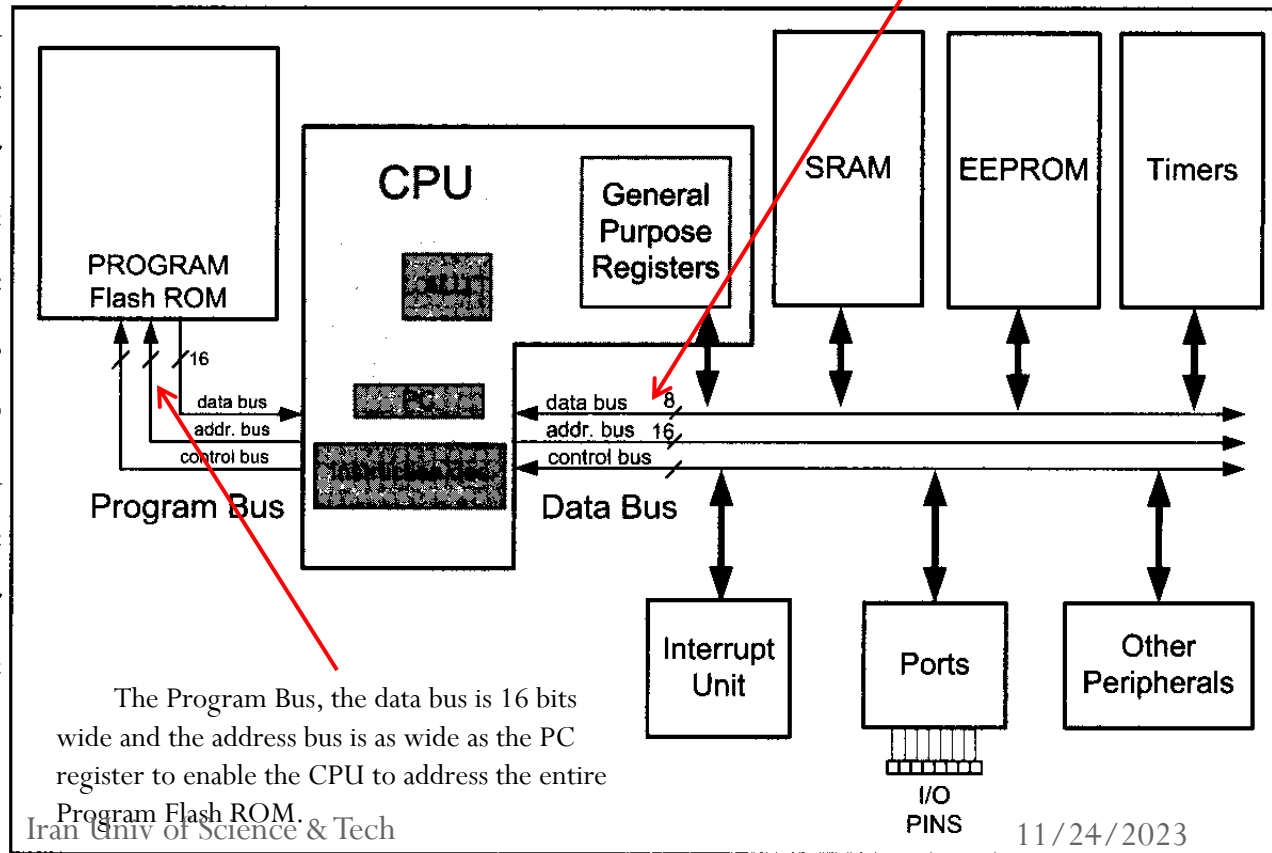 CPU
General
Purpose
Registers
SRAM
EEPROM
Timers
PROGRAM
Flash ROM
16
data bus
addr. bus
control bus
Program Bus
PC
data bus 8
addr. bus 16
control bus
Data Bus
Interrupt
Unit
Ports
Other
Peripherals
I/O
PINS
The Program Bus, the data bus is 16 bits
wide and the address bus is as wide as the PC
register to enable the CPU to address the entire
Program Flash ROM.
Iran Univ of Science & Tech
11/24/2023